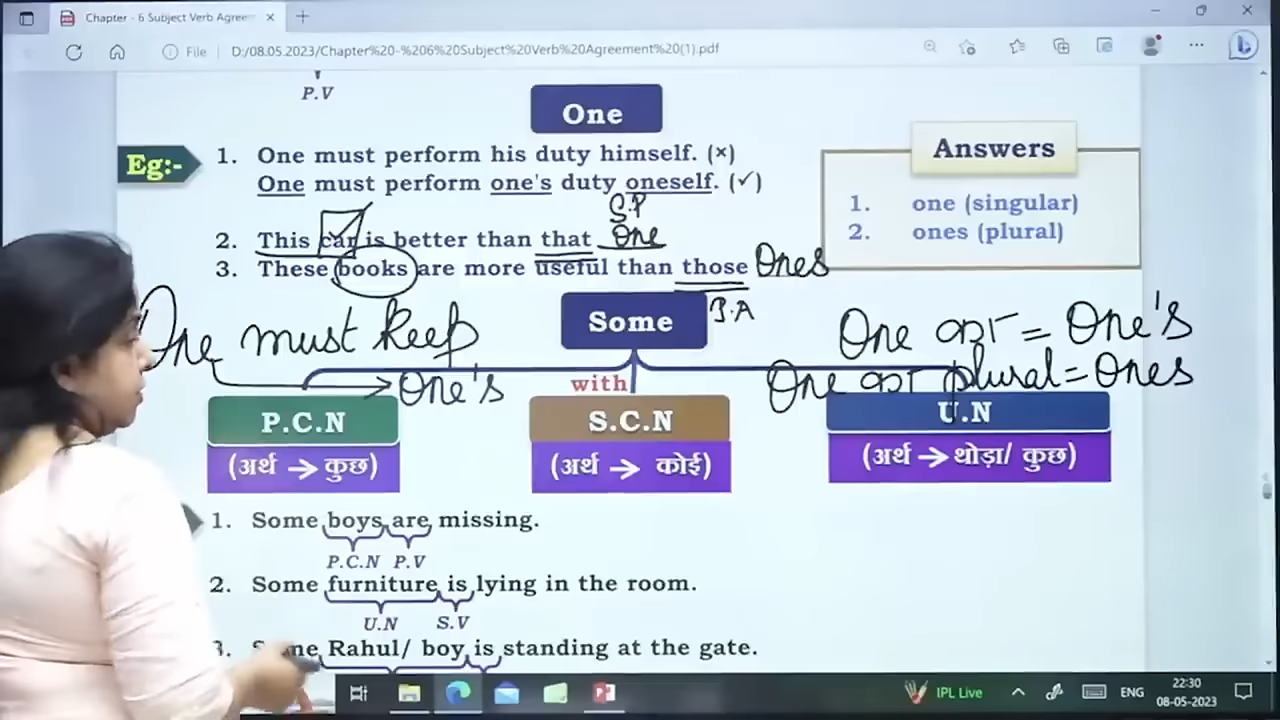 Chapter - 6 Subject Verb Agree
File D:/08.05.2023/Chapter%20-%206%20Subject%20Verb%20Agreement%20(1).pdf
P.V
One
Eg:-
1. One must perform his duty himself. (×)
One must perform one's duty oneself. (✓)
S.P
2. This car is better than that one
3. These books are more useful than those Ones
Answers
1. one (singular)
2. ones (plural)
One must keep
One's
Some
One का = One's
One का plural = Ones
with
P.C.N
(अर्थ → कुछ)
S.C.N
(अर्थ → कोई)
U.N
(अर्थ → थोड़ा/ कुछ)
1. Some boys are missing.
P.C.N P.V
2. Some furniture is lying in the room.
U.N S.V
Rahul/ boy is standing at the gate.
IPL Live
ENG
22:30
08-05-2023